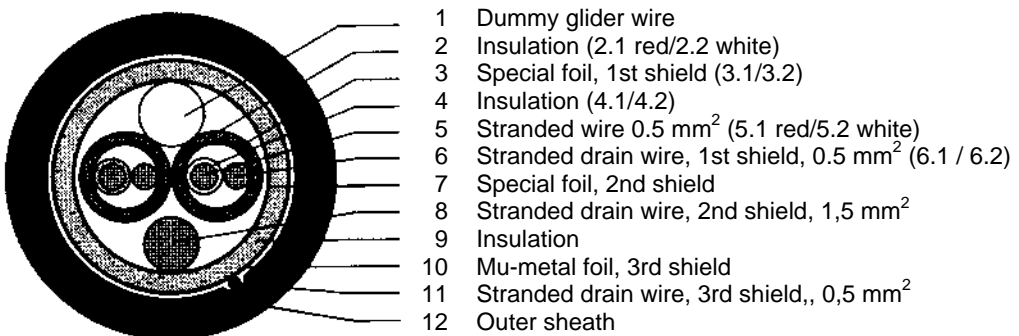 1 Dummy glider wire
2 Insulation (2.1 red/2.2 white)
3 Special foil, 1st shield (3.1/3.2)
4 Insulation (4.1/4.2)
5 Stranded wire 0.5 mm² (5.1 red/5.2 white)
6 Stranded drain wire, 1st shield, 0.5 mm² (6.1 / 6.2)
7 Special foil, 2nd shield
8 Stranded drain wire, 2nd shield, 1,5 mm²
9 Insulation
10 Mu-metal foil, 3rd shield
11 Stranded drain wire, 3rd shield,, 0,5 mm²
12 Outer sheath